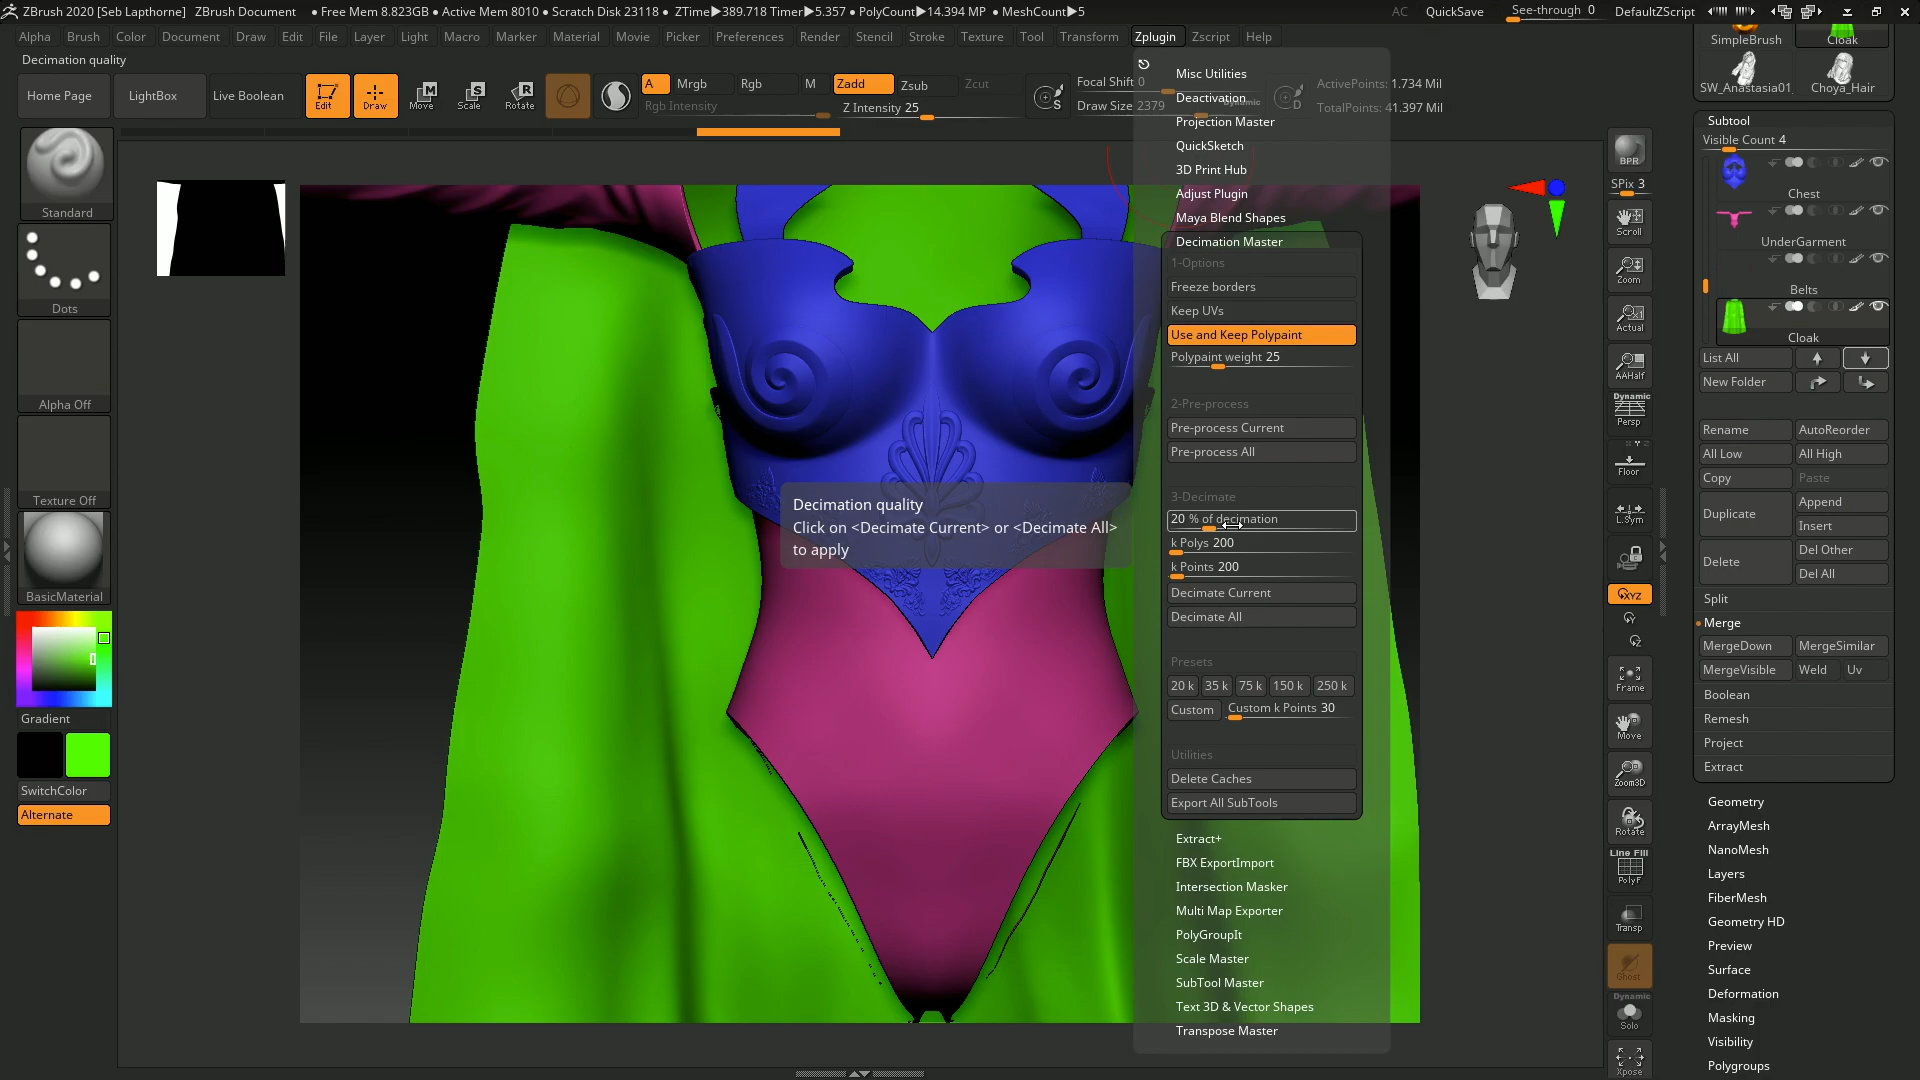 ZBrush 2020 [Seb Lapthorne] ZBrush Document • Free Mem 8.823GB • Active Mem 8010 • Scratch Disk 23118 • ZTime▶389.718 Timer▶5.357 • PolyCount▶14.394 MP • MeshCount▶5 AC QuickSave See-through 0 DefaultZScript
Alpha Brush Color Document Draw Edit File Layer Light Macro Marker Material Movie Picker Preferences Render Stencil Stroke Texture Tool Transform Zplugin Zscript Help
Decimation quality
Home Page LightBox Live Boolean Edit Draw Move Scale Rotate A Mrgb Rgb M Zadd Zsub Zcut
Rgb Intensity Z Intensity 25
S Focal Shift 0
Draw Size 2379 Dynamic
D ActivePoints: 1.734 Mil
TotalPoints: 41.397 Mil
Standard
Dots
Alpha Off
Texture Off
BasicMaterial
Gradient
SwitchColor
Alternate
Misc Utilities
Deactivation
Projection Master
QuickSketch
3D Print Hub
Adjust Plugin
Maya Blend Shapes
Decimation Master
1-Options
Freeze borders
Keep UVs
Use and Keep Polypaint
Polypaint weight 25
2-Pre-process
Pre-process Current
Pre-process All
3-Decimate
20 % of decimation
k Polys 200
k Points 200
Decimate Current
Decimate All
Presets
20 k 35 k 75 k 150 k 250 k
Custom Custom k Points 30
Utilities
Delete Caches
Export All SubTools
Extract+
FBX ExportImport
Intersection Masker
Multi Map Exporter
PolyGroupIt
Scale Master
SubTool Master
Text 3D & Vector Shapes
Transpose Master
Decimation quality
Click on <Decimate Current> or <Decimate All>
to apply
BPR
SPix 3
Scroll
Zoom
Actual
AAHalf
Dynamic
Persp
Floor
L.Sym
XYZ
Frame
Move
Zoom3D
Rotate
Line Fill
PolyF
Transp
Ghost
Dynamic
Solo
Xpose
SimpleBrush Cloak
SW_Anastasia01 Choya_Hair
Subtool
Visible Count 4
Chest
UnderGarment
Belts
Cloak
List All
New Folder
Rename AutoReorder
All Low All High
Copy Paste
Duplicate Append
Insert
Delete Del Other
Del All
Split
Merge
MergeDown MergeSimilar
MergeVisible Weld Uv
Boolean
Remesh
Project
Extract
Geometry
ArrayMesh
NanoMesh
Layers
FiberMesh
Geometry HD
Preview
Surface
Deformation
Masking
Visibility
Polygroups